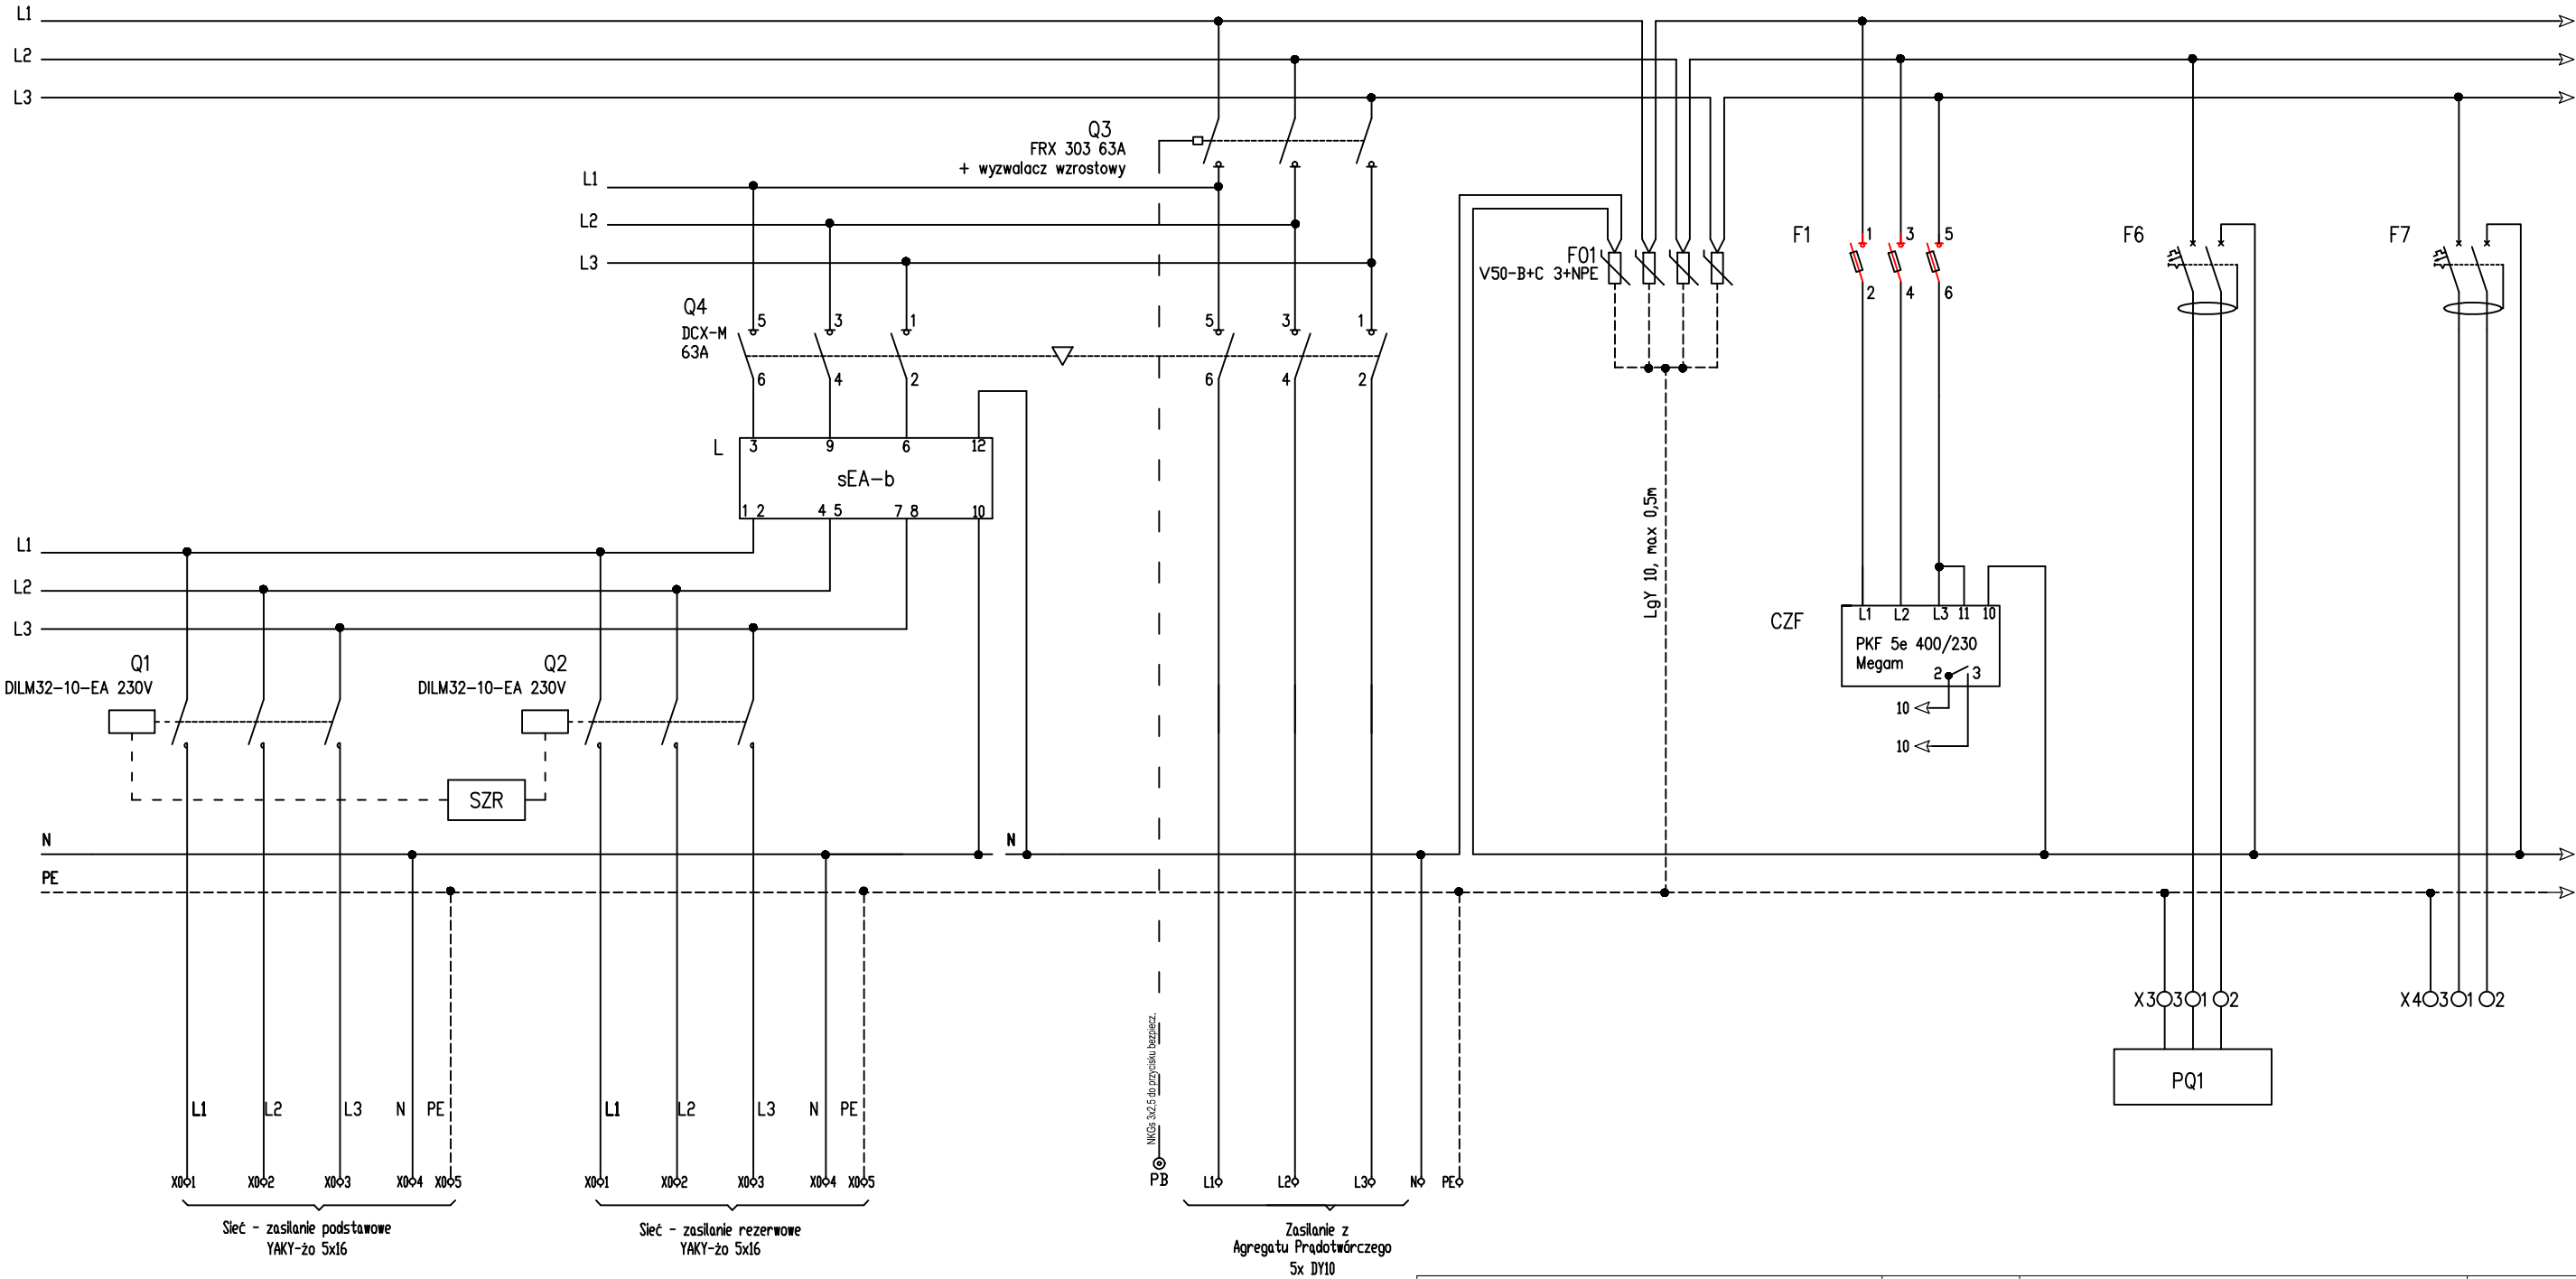 L1
L2
L3
Q3
FRX 303 63A
+ wyzwalacz wzrostowy
L1
L2
L3
Q4
DCX-M
63A
5 3 1
6 4 2
5 3 1
6 4 2
F01
V50-B+C 3+NPE
F1
1 3 5
2 4 6
F6
F7
L
3 9 6 12
sEA-b
1 2 4 5 7 8 10
LgY 10, max 0,5m
L1
L2
L3
CZF
L1 L2 L3 11 10
PKF 5e 400/230
Megam
2 3
10
10
Q1
DILM32-10-EA 230V
Q2
DILM32-10-EA 230V
SZR
N
N
PE
X3 3 1 2
X4 3 1 2
PQ1
NKGs 3x2,5 do przycisku bezpiecz.
PB
L1 L2 L3 N PE
L1 L2 L3 N PE
X0 1 X0 2 X0 3 X0 4 X0 5
X0 1 X0 2 X0 3 X0 4 X0 5
L1 L2 L3 N PE
Sieć - zasilanie podstawowe
YAKY-żo 5x16
Sieć - zasilanie rezerwowe
YAKY-żo 5x16
Zasilanie z
Agregatu Prądotwórczego
5x DY10